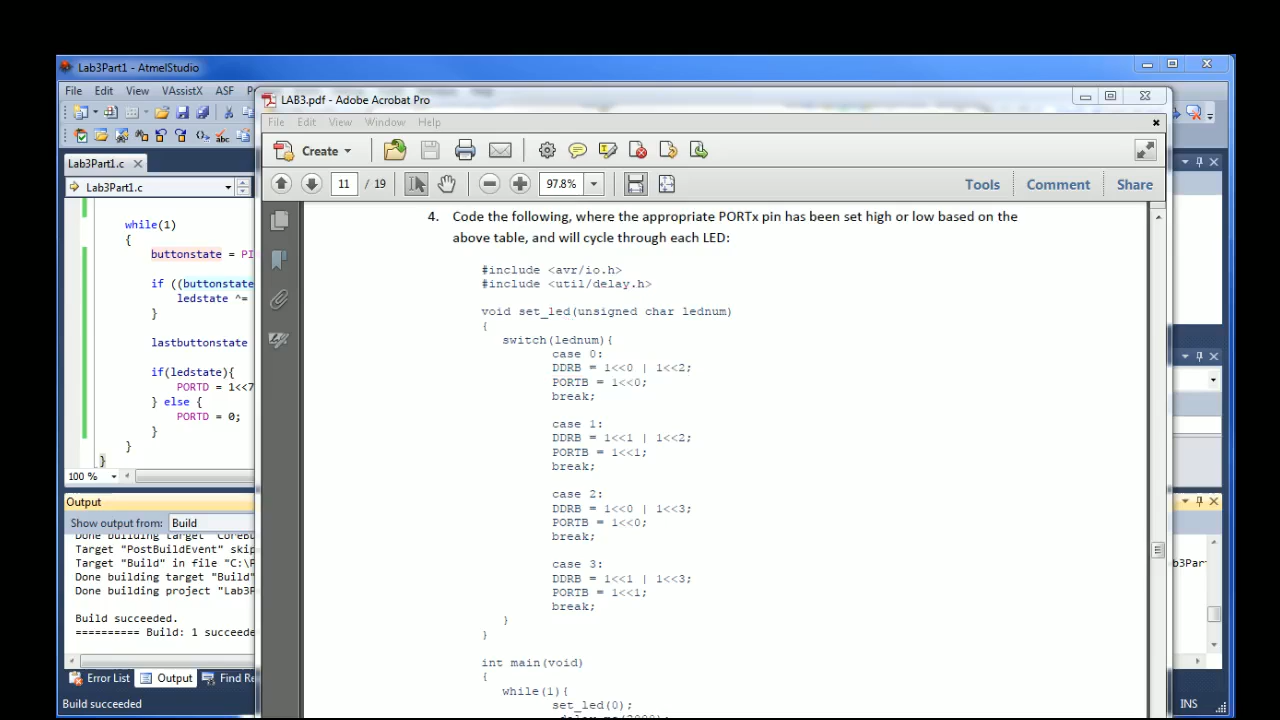 Lab3Part1 - AtmelStudio
File Edit View VAssistX ASF
LAB3.pdf - Adobe Acrobat Pro
File Edit View Window Help
Create
11 / 19
97.8%
Tools Comment Share
Lab3Part1.c
Lab3Part1.c
while(1)
{
buttonstate = PI
if ((buttonstate
ledstate ^=
}
lastbuttonstate
if(ledstate){
PORTD = 1<<7
} else {
PORTD = 0;
}
}
}
100 %
Output
Show output from: Build
Done building target "CoreBu
Target "PostBuildEvent" skip
Target "Build" in file "C:\P
Done building target "Build"
Done building project "Lab3P
Build succeeded.
========== Build: 1 succeede
Error List Output Find Re
Build succeeded
4. Code the following, where the appropriate PORTx pin has been set high or low based on the
above table, and will cycle through each LED:
#include <avr/io.h>
#include <util/delay.h>
void set_led(unsigned char lednum)
{
switch(lednum){
case 0:
DDRB = 1<<0 | 1<<2;
PORTB = 1<<0;
break;
case 1:
DDRB = 1<<1 | 1<<2;
PORTB = 1<<1;
break;
case 2:
DDRB = 1<<0 | 1<<3;
PORTB = 1<<0;
break;
case 3:
DDRB = 1<<1 | 1<<3;
PORTB = 1<<1;
break;
}
}
int main(void)
{
while(1){
set_led(0);
b3Par
INS